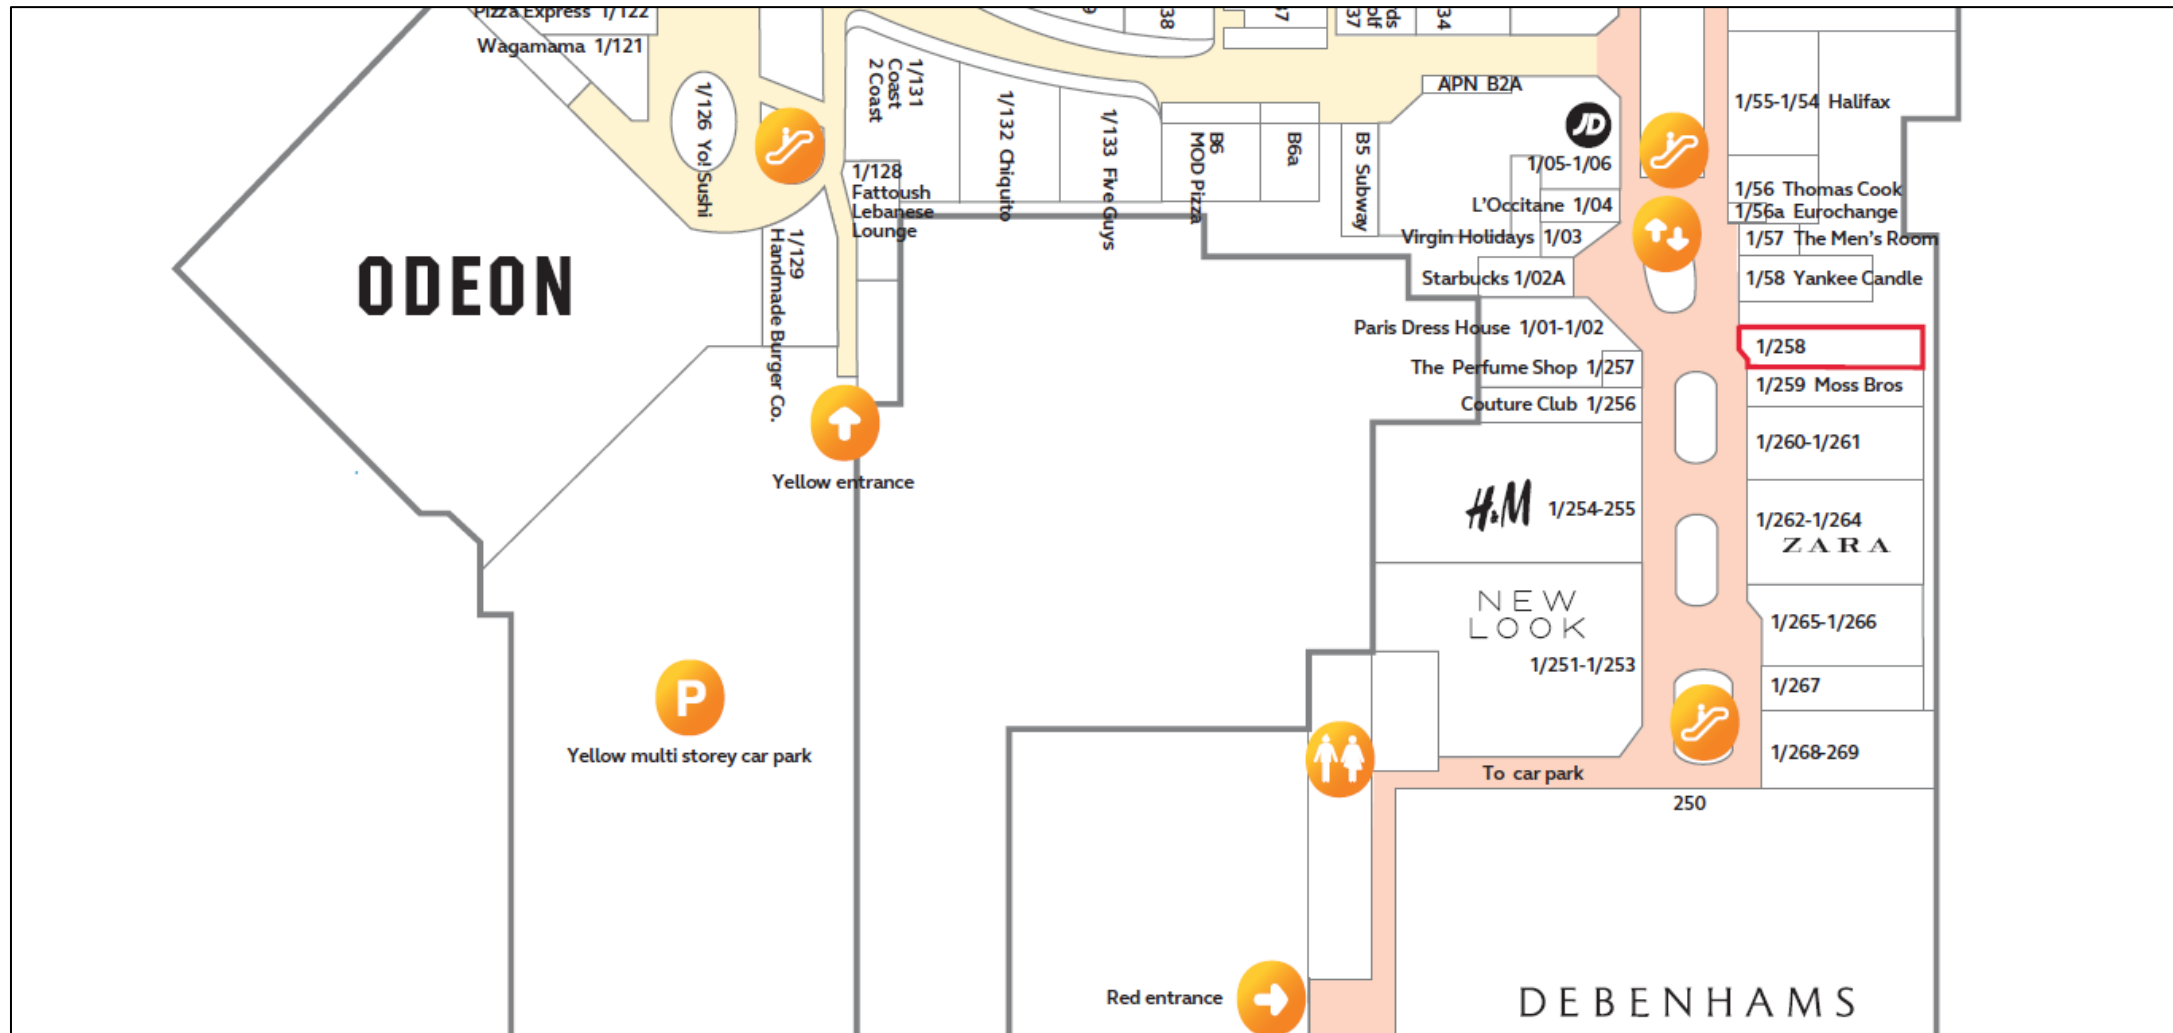 Pizza Express 1/122
Wagamama 1/121
1/126 Yo! Sushi
1/131
Coast
2 Coast
1/128
Fattoush
Lebanese
Lounge
1/129
Handmade Burger Co.
1/132 Chiquito
1/133 Five Guys
38
37
B6
MOD Pizza
B6a
B5 Subway
34
APN B2A
JD
1/05-1/06
L'Occitane 1/04
Virgin Holidays 1/03
Starbucks 1/02A
Paris Dress House 1/01-1/02
The Perfume Shop 1/257
Couture Club 1/256
H&M 1/254-255
NEW
LOOK
1/251-1/253
To car park
250
DEBENHAMS
1/55-1/54 Halifax
1/56 Thomas Cook
1/56a Eurochange
1/57 The Men's Room
1/58 Yankee Candle
1/258
1/259 Moss Bros
1/260-1/261
1/262-1/264
ZARA
1/265-1/266
1/267
1/268-269
ODEON
Yellow entrance
P
Yellow multi storey car park
Red entrance